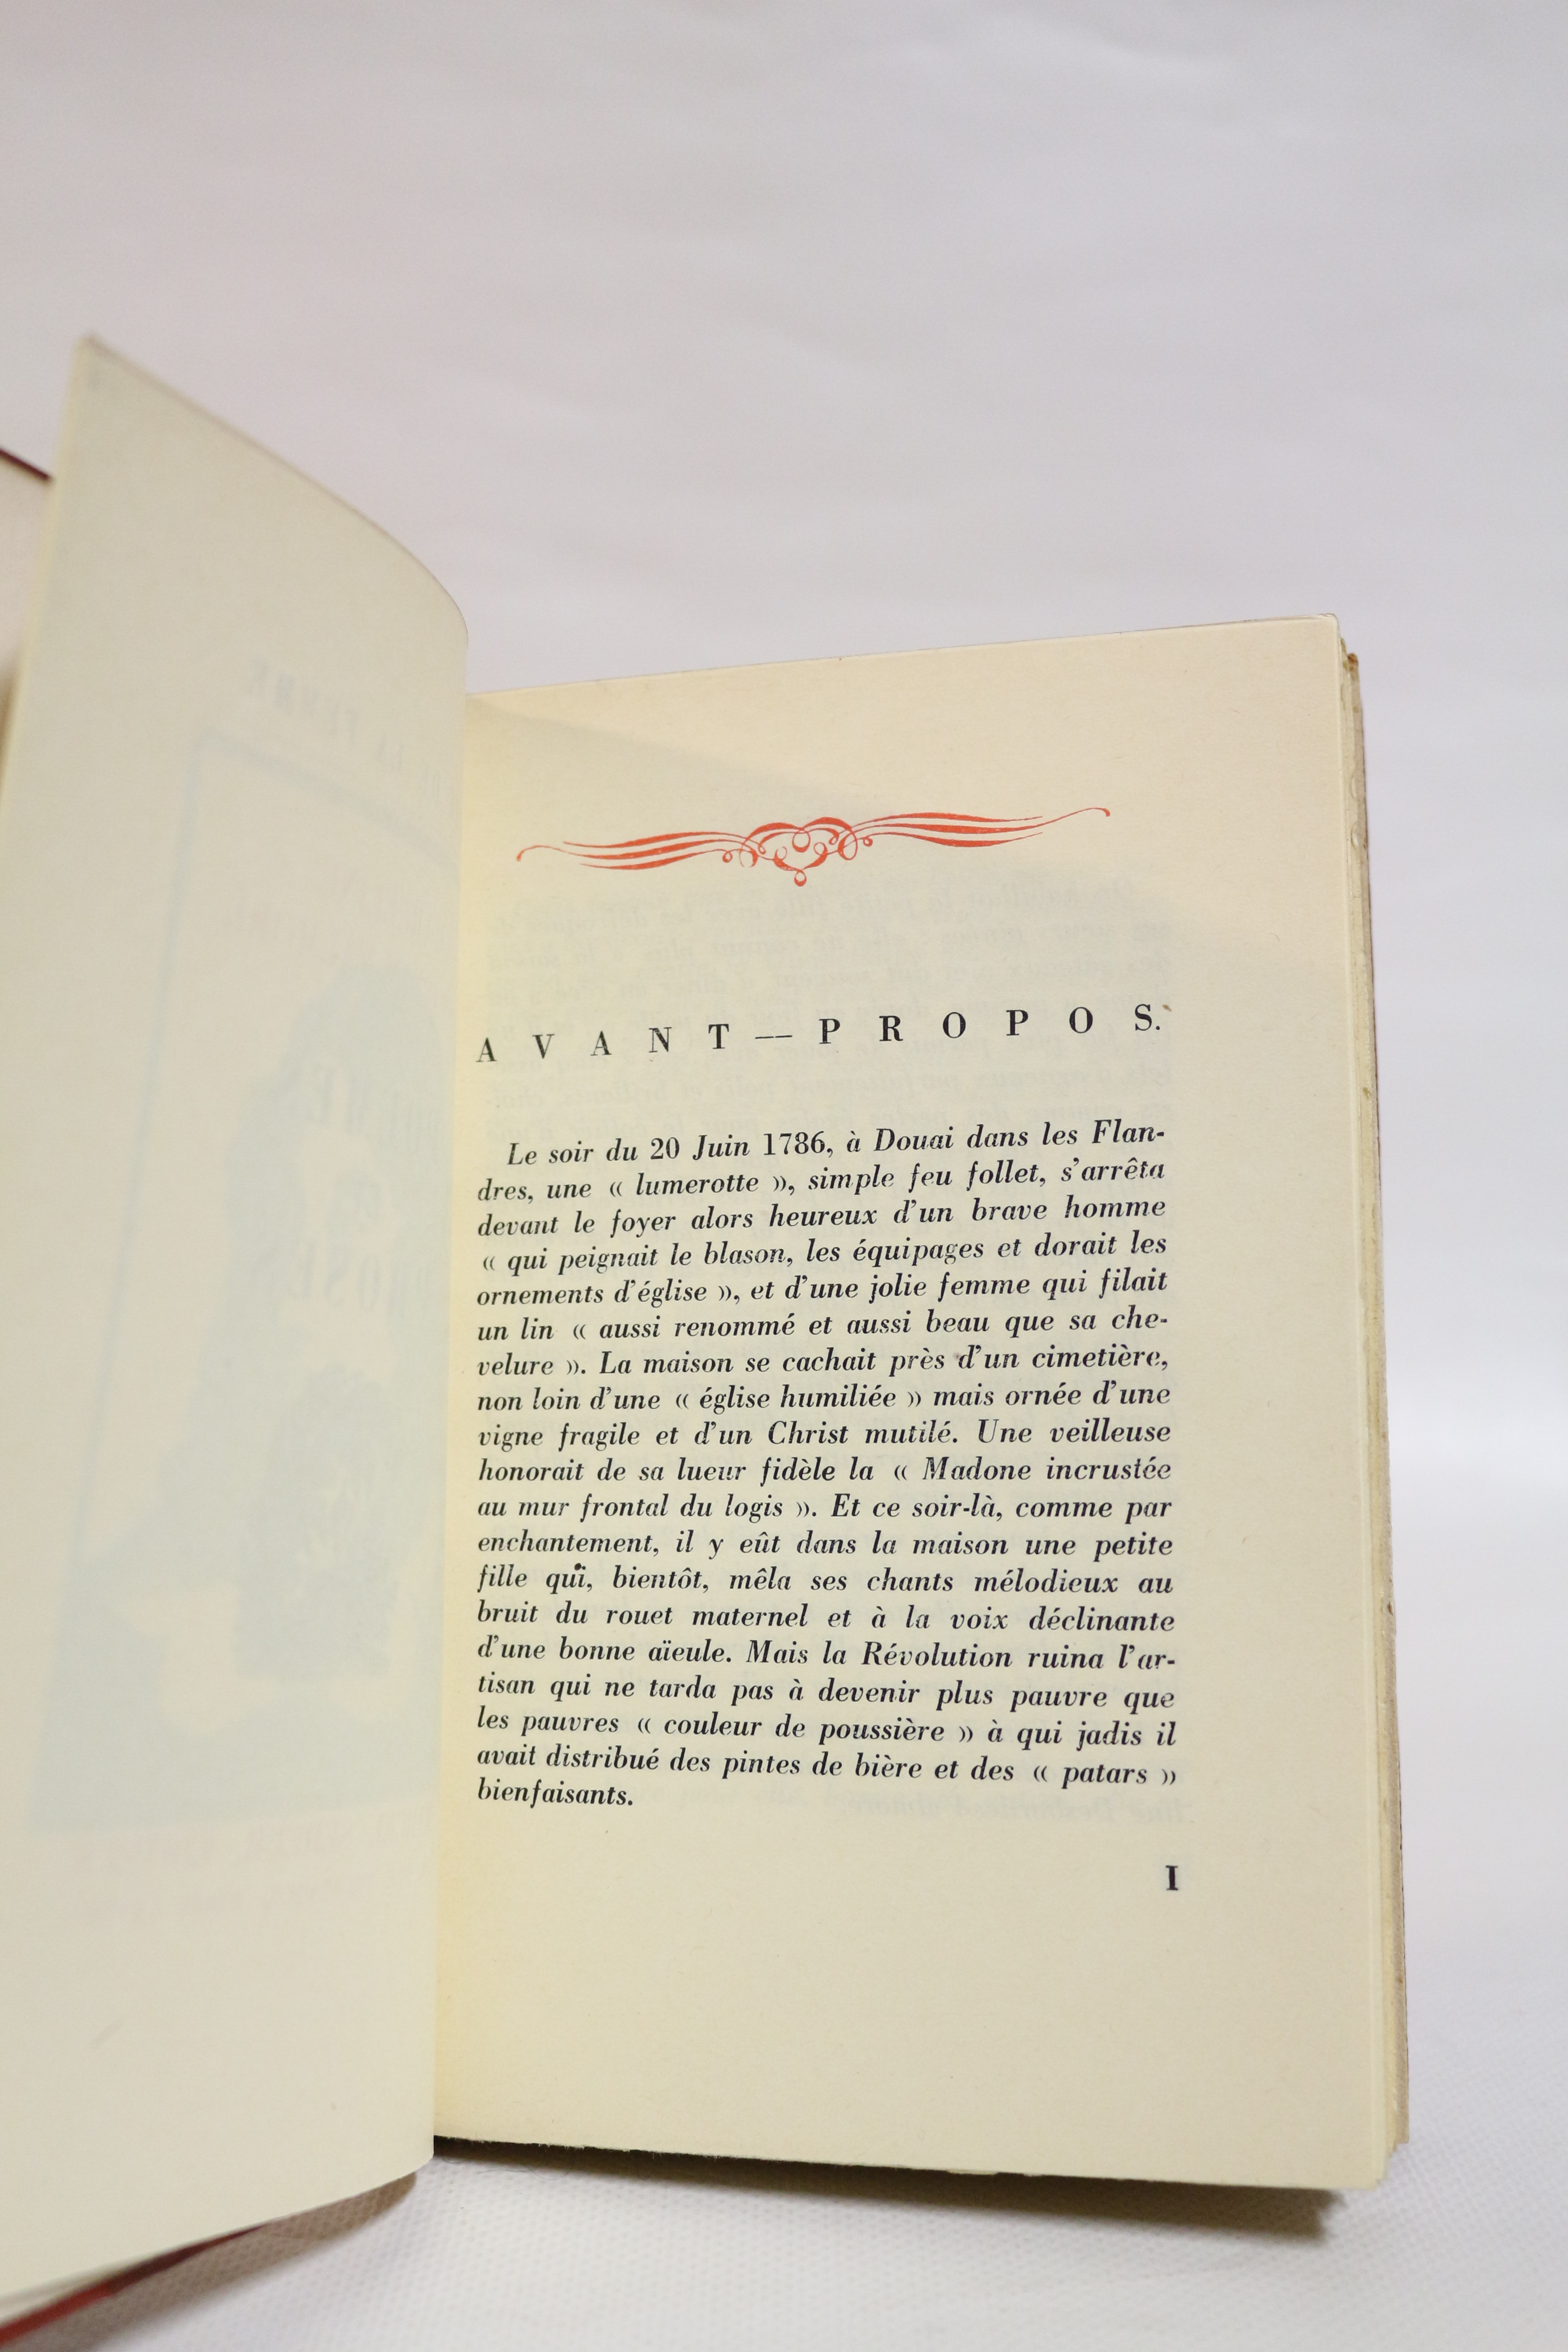 AVANT—PROPOS.
Le soir du 20 Juin 1786, à Douai dans les Flan-
dres, une « lumerotte », simple feu follet, s'arrêta
devant le foyer alors heureux d'un brave homme
« qui peignait le blason, les équipages et dorait les
ornements d'église », et d'une jolie femme qui filait
un lin « aussi renommé et aussi beau que sa che-
velure ». La maison se cachait près d'un cimetière,
non loin d'une « église humiliée » mais ornée d'une
vigne fragile et d'un Christ mutilé. Une veilleuse
honorait de sa lueur fidèle la « Madone incrustée
au mur frontal du logis ». Et ce soir-là, comme par
enchantement, il y eût dans la maison une petite
fille qui, bientôt, mêla ses chants mélodieux au
bruit du rouet maternel et à la voix déclinante
d'une bonne aïeule. Mais la Révolution ruina l'ar-
tisan qui ne tarda pas à devenir plus pauvre que
les pauvres « couleur de poussière » à qui jadis il
avait distribué des pintes de bière et des « patars »
bienfaisants.
I